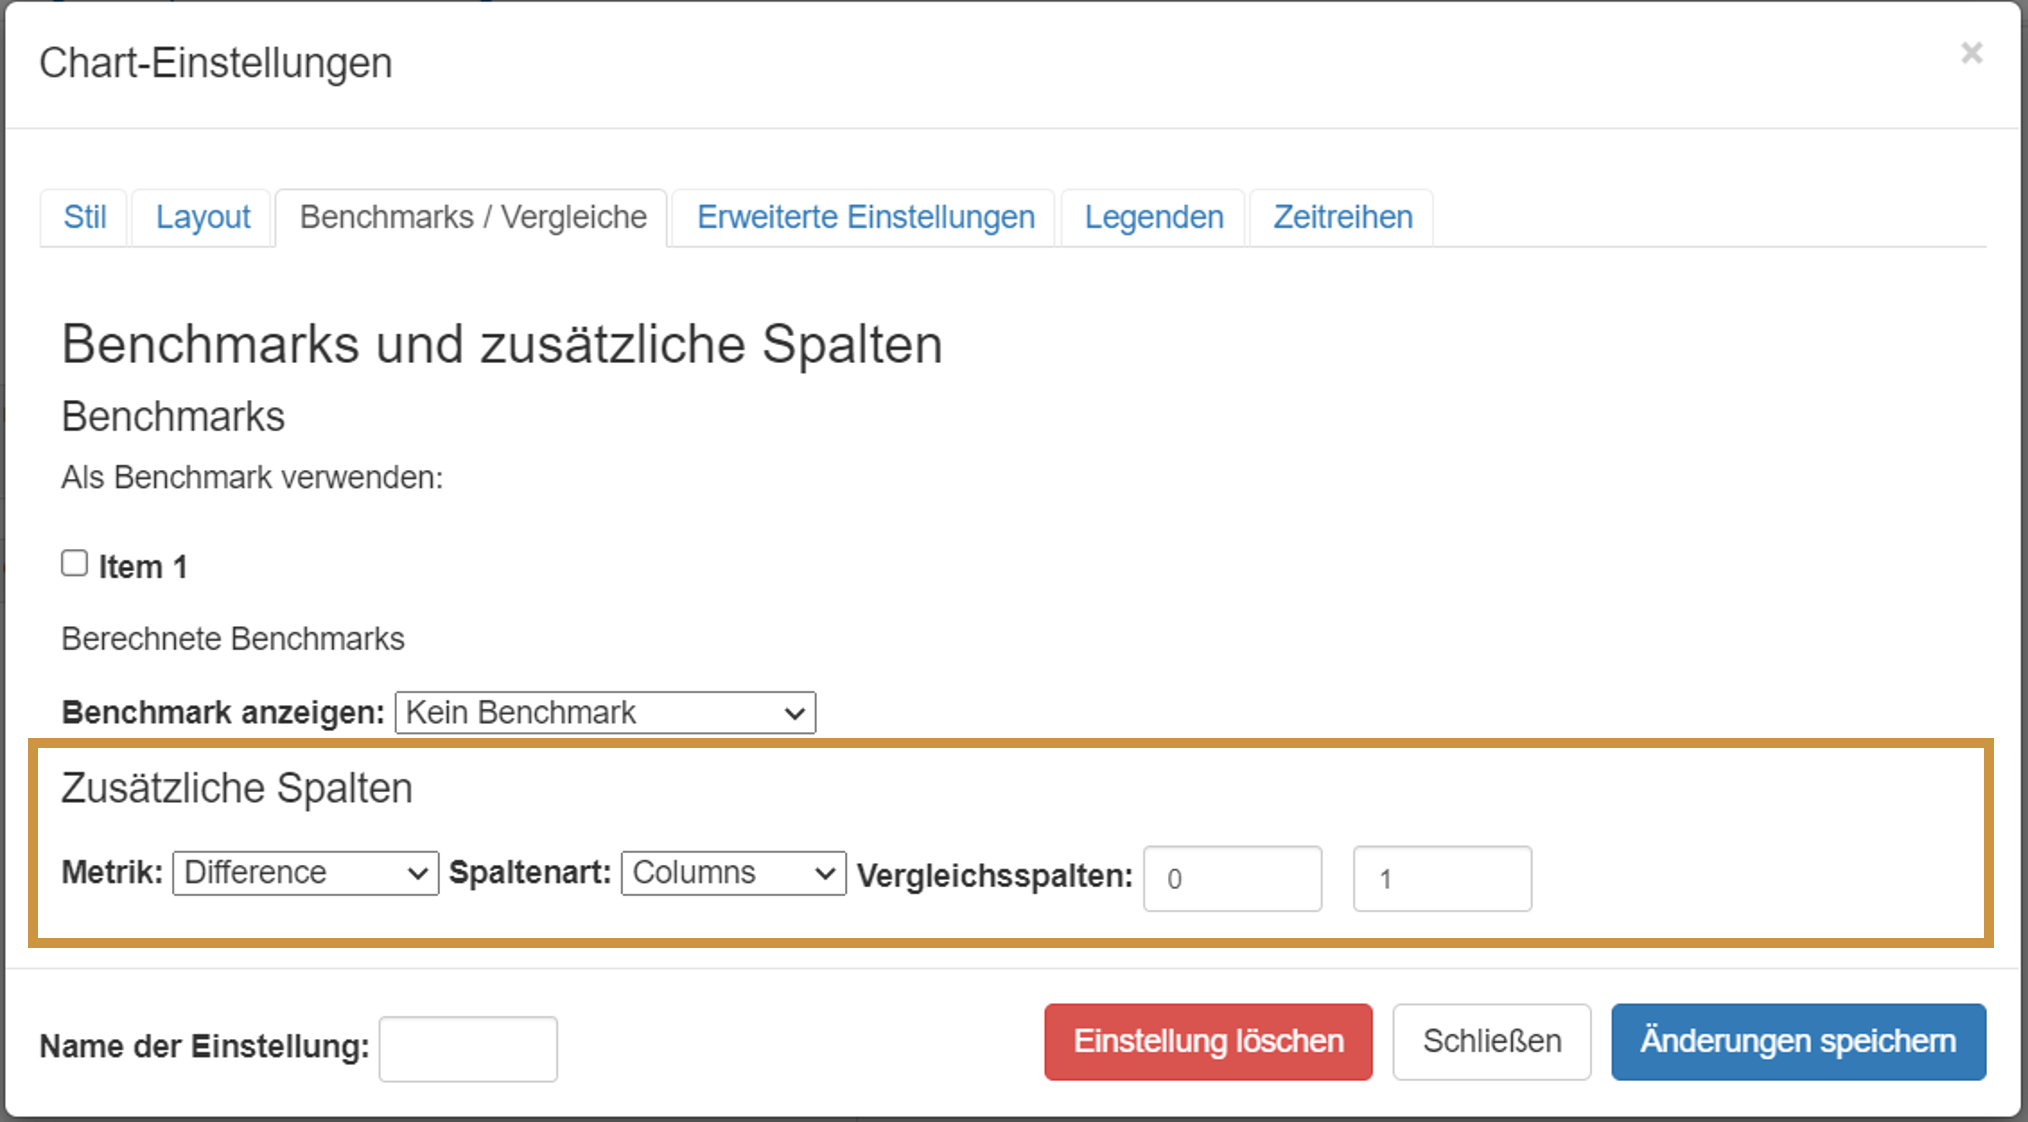 Chart-Einstellungen ×
Stil Layout Benchmarks / Vergleiche Erweiterte Einstellungen Legenden Zeitreihen
Benchmarks und zusätzliche Spalten
Benchmarks
Als Benchmark verwenden:
Item 1
Berechnete Benchmarks
Benchmark anzeigen: Kein Benchmark
Zusätzliche Spalten
Metrik: Difference Spaltenart: Columns Vergleichsspalten: 0 1
Name der Einstellung: Einstellung löschen Schließen Änderungen speichern